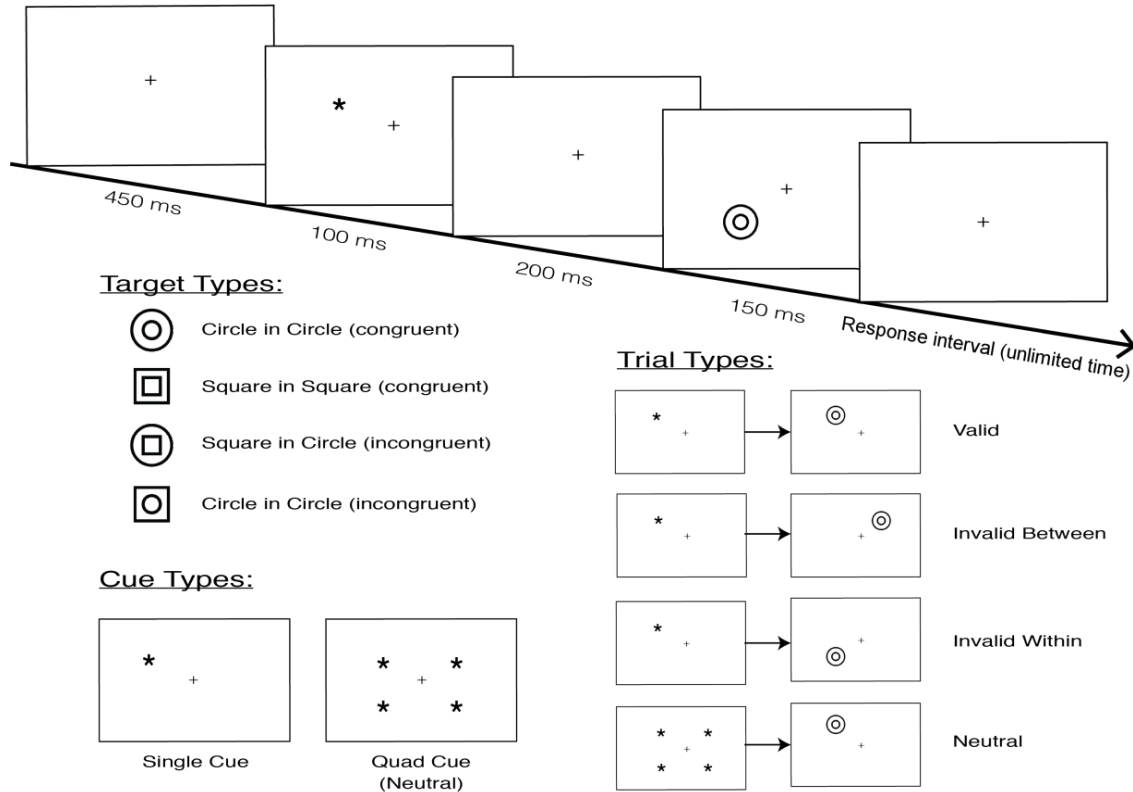 450 ms
100 ms
200 ms
150 ms
Response interval (unlimited time)
Target Types:
Circle in Circle (congruent)
Square in Square (congruent)
Square in Circle (incongruent)
Circle in Circle (incongruent)
Cue Types:
Single Cue
Quad Cue
(Neutral)
Trial Types:
Valid
Invalid Between
Invalid Within
Neutral